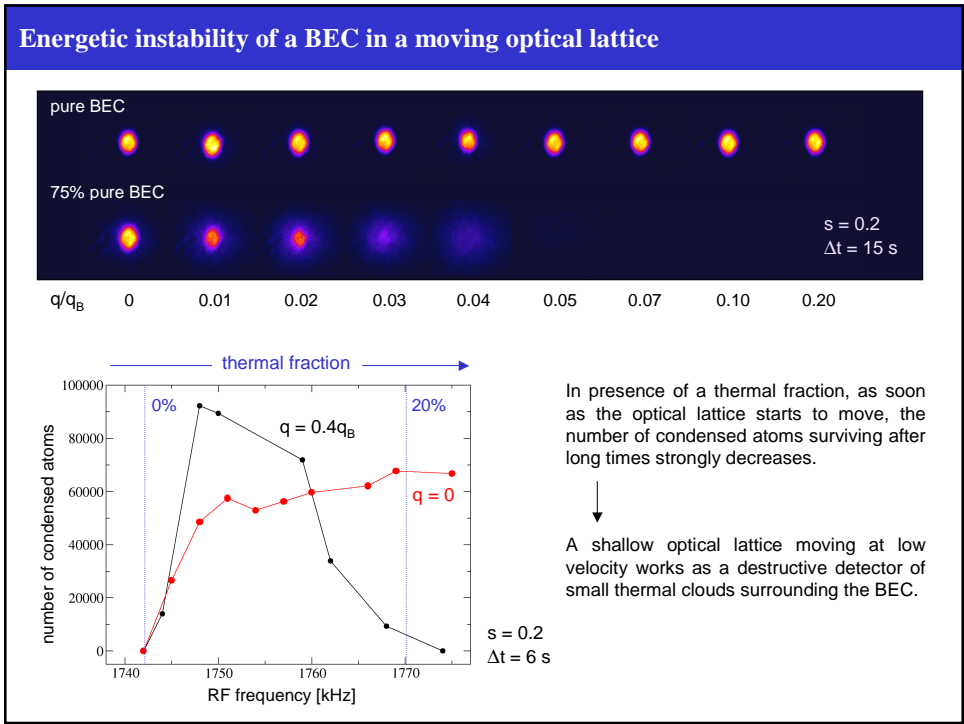 Energetic instability of a BEC in a moving optical lattice
pure BEC
75% pure BEC
s = 0.2
Δt = 15 s
q/qB 0 0.01 0.02 0.03 0.04 0.05 0.07 0.10 0.20
thermal fraction
100000
80000
60000
40000
20000
0
number of condensed atoms
0%
20%
q = 0.4qB
q = 0
1740 1750 1760 1770
RF frequency [kHz]
s = 0.2
Δt = 6 s
In presence of a thermal fraction, as soon
as the optical lattice starts to move, the
number of condensed atoms surviving after
long times strongly decreases.
A shallow optical lattice moving at low
velocity works as a destructive detector of
small thermal clouds surrounding the BEC.